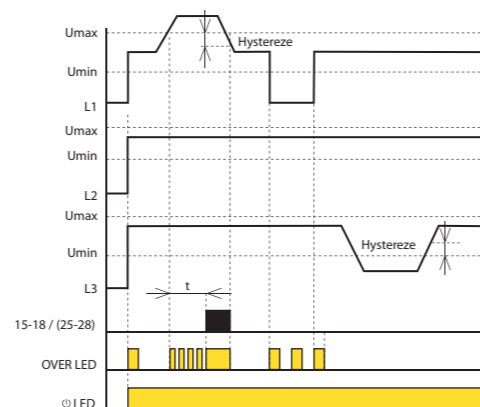 Umax
Hystereze
Umin
L1
Umax
Umin
L2
Umax
Hystereze
Umin
L3
t
15-18 / (25-28)
OVER LED
LED